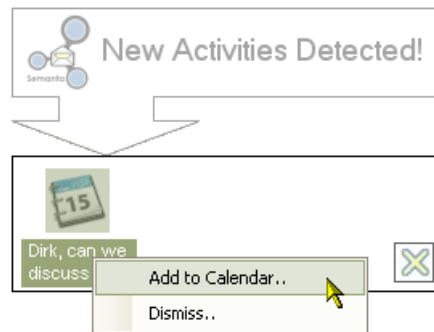 New Activities Detected!
Semanta
15
Dirk, can we
discuss
Add to Calendar..
Dismiss..